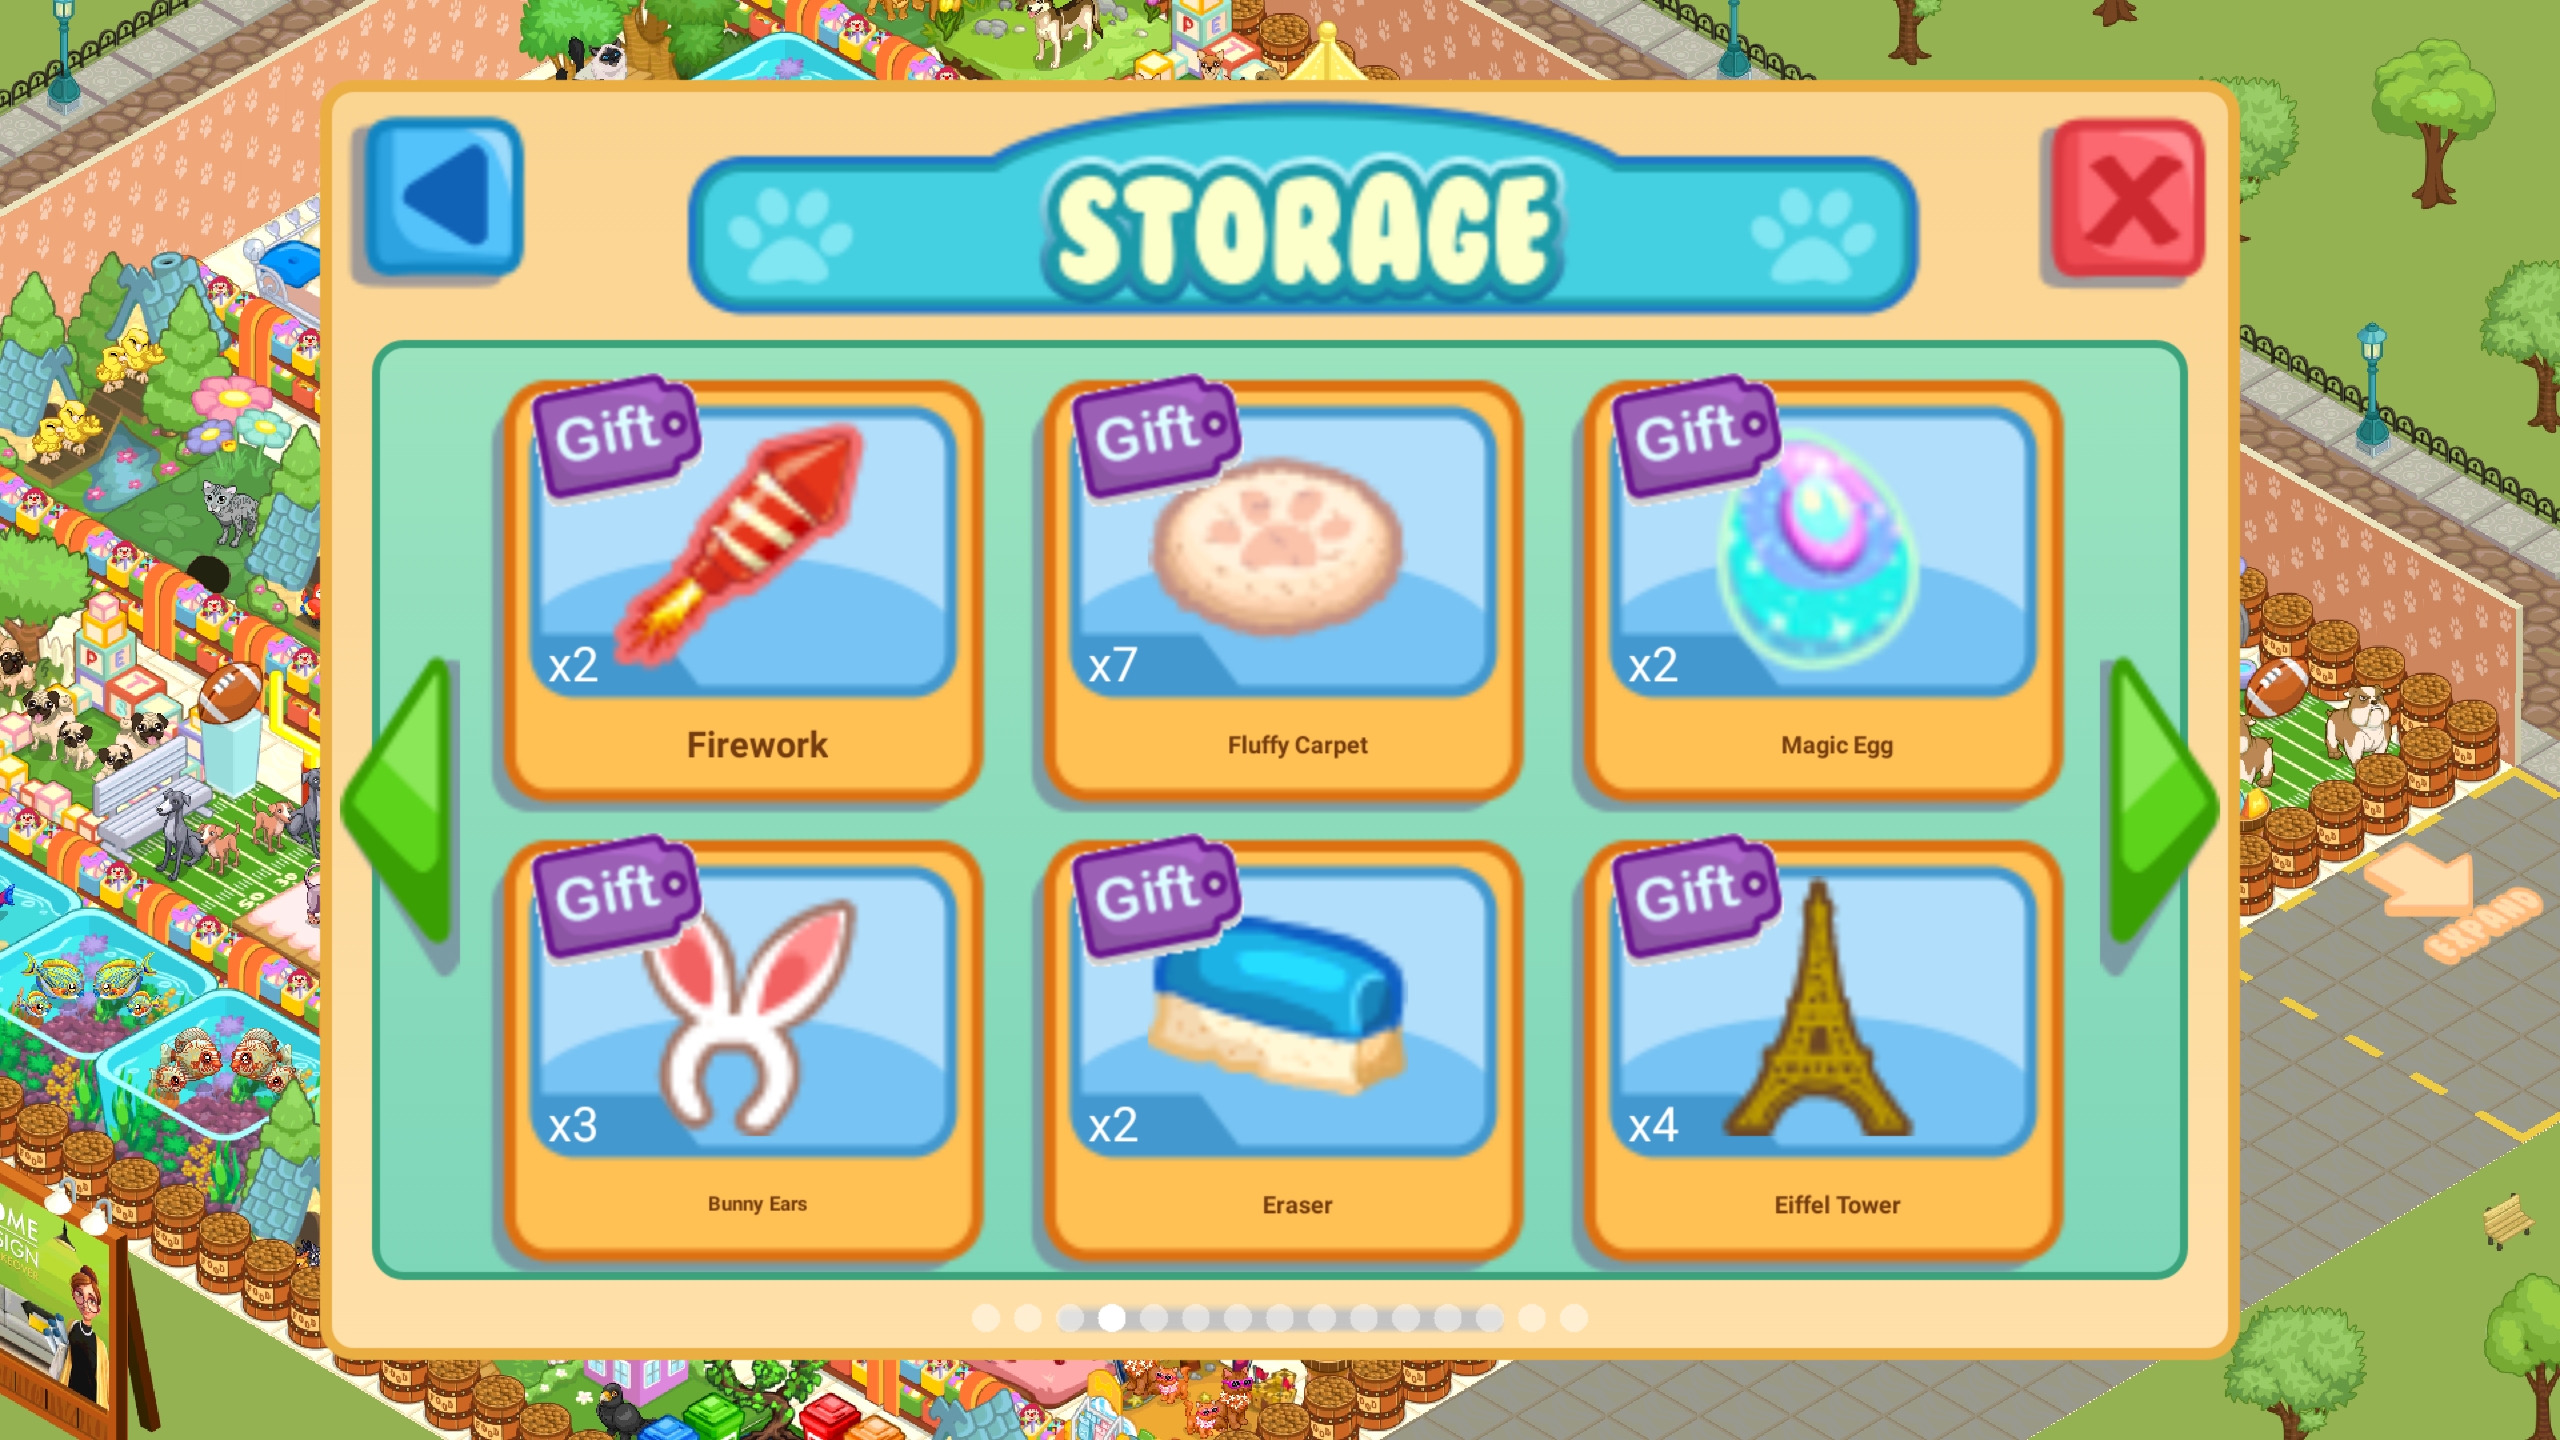 STORAGE
Gift
Gift
Gift
x2
x7
x2
Firework
Fluffy Carpet
Magic Egg
Gift
Gift
Gift
x3
x2
x4
Bunny Ears
Eraser
Eiffel Tower
EXPAND